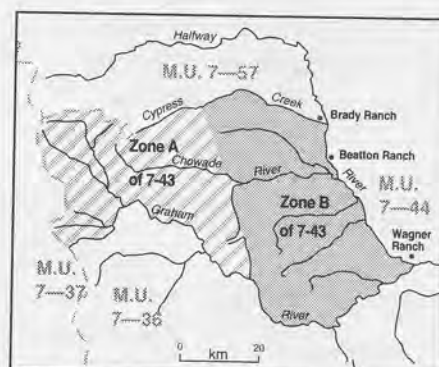 Halfway
M.U. 7-57
Cypress
Creek
Brady Ranch
Zone A
Beatton Ranch
Chowade
River
River
of 7-43
Zone B
M.U.
7-44
Graham
of 7-43
Wagner
Ranch
M.U.
7-37
M.U.
7-36
River
0
20
km